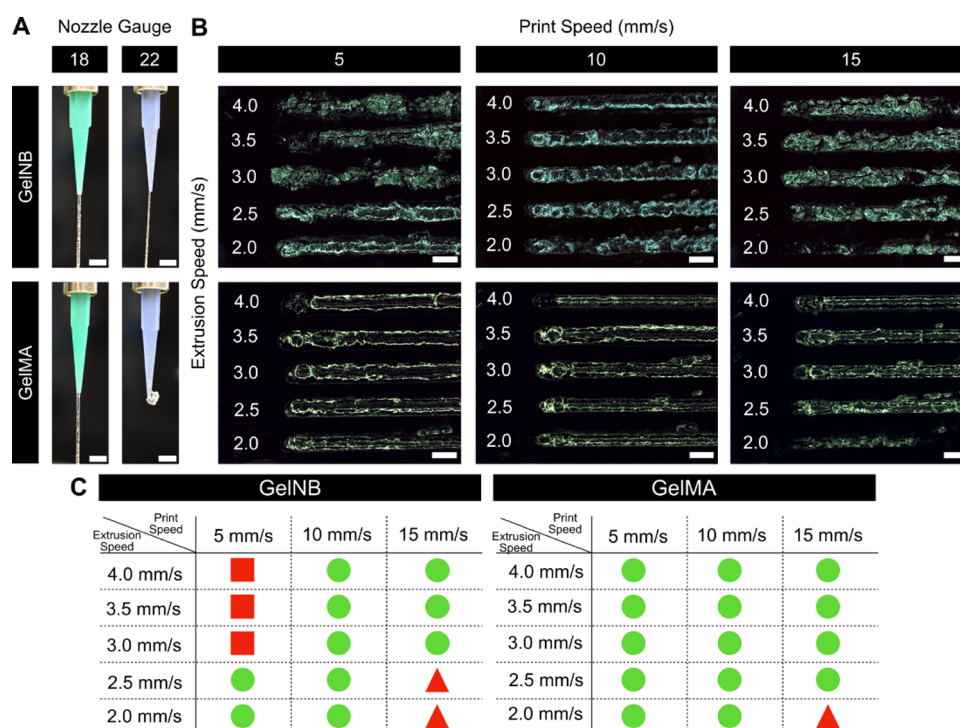 A
Nozzle Gauge
18
22
GelNB
GelMA
B
Print Speed (mm/s)
5
10
15
Extrusion Speed (mm/s)
4.0
3.5
3.0
2.5
2.0
4.0
3.5
3.0
2.5
2.0
4.0
3.5
3.0
2.5
2.0
4.0
3.5
3.0
2.5
2.0
4.0
3.5
3.0
2.5
2.0
4.0
3.5
3.0
2.5
2.0
C
GelNB
Print
Speed
Extrusion
Speed
5 mm/s
10 mm/s
15 mm/s
4.0 mm/s
3.5 mm/s
3.0 mm/s
2.5 mm/s
2.0 mm/s
GelMA
Print
Speed
Extrusion
Speed
5 mm/s
10 mm/s
15 mm/s
4.0 mm/s
3.5 mm/s
3.0 mm/s
2.5 mm/s
2.0 mm/s